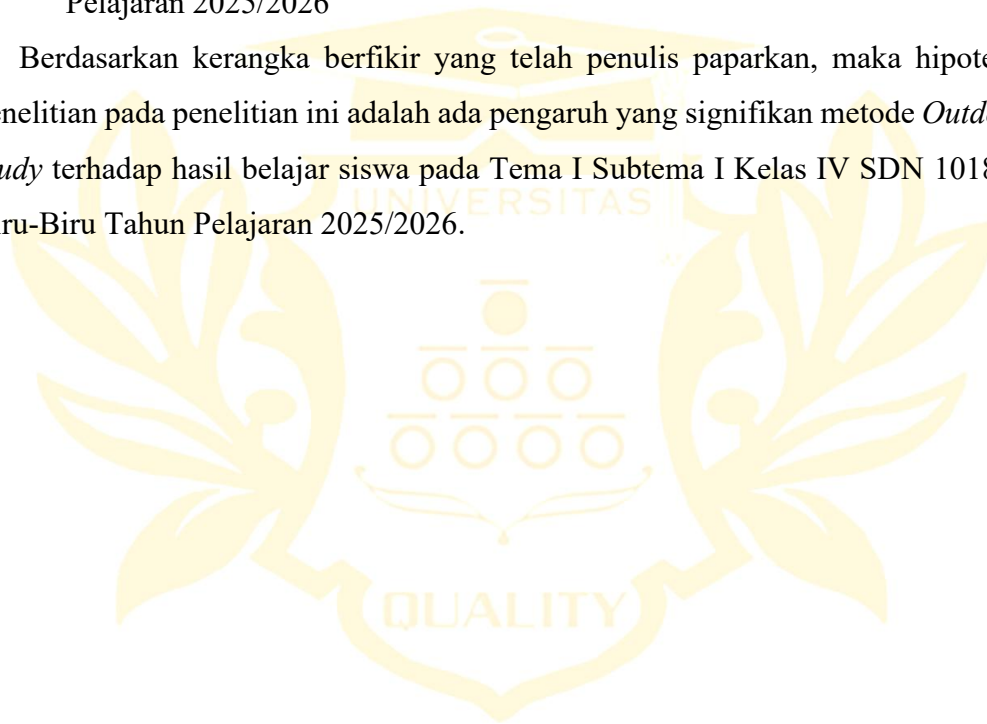 Pelajaran 2025/2026
Berdasarkan kerangka berfikir yang telah penulis paparkan, maka hipote
enelitian pada penelitian ini adalah ada pengaruh yang signifikan metode Outd
udy terhadap hasil belajar siswa pada Tema I Subtema I Kelas IV SDN 1018
ru-Biru Tahun Pelajaran 2025/2026.
UNIVERSITAS
QUALITY